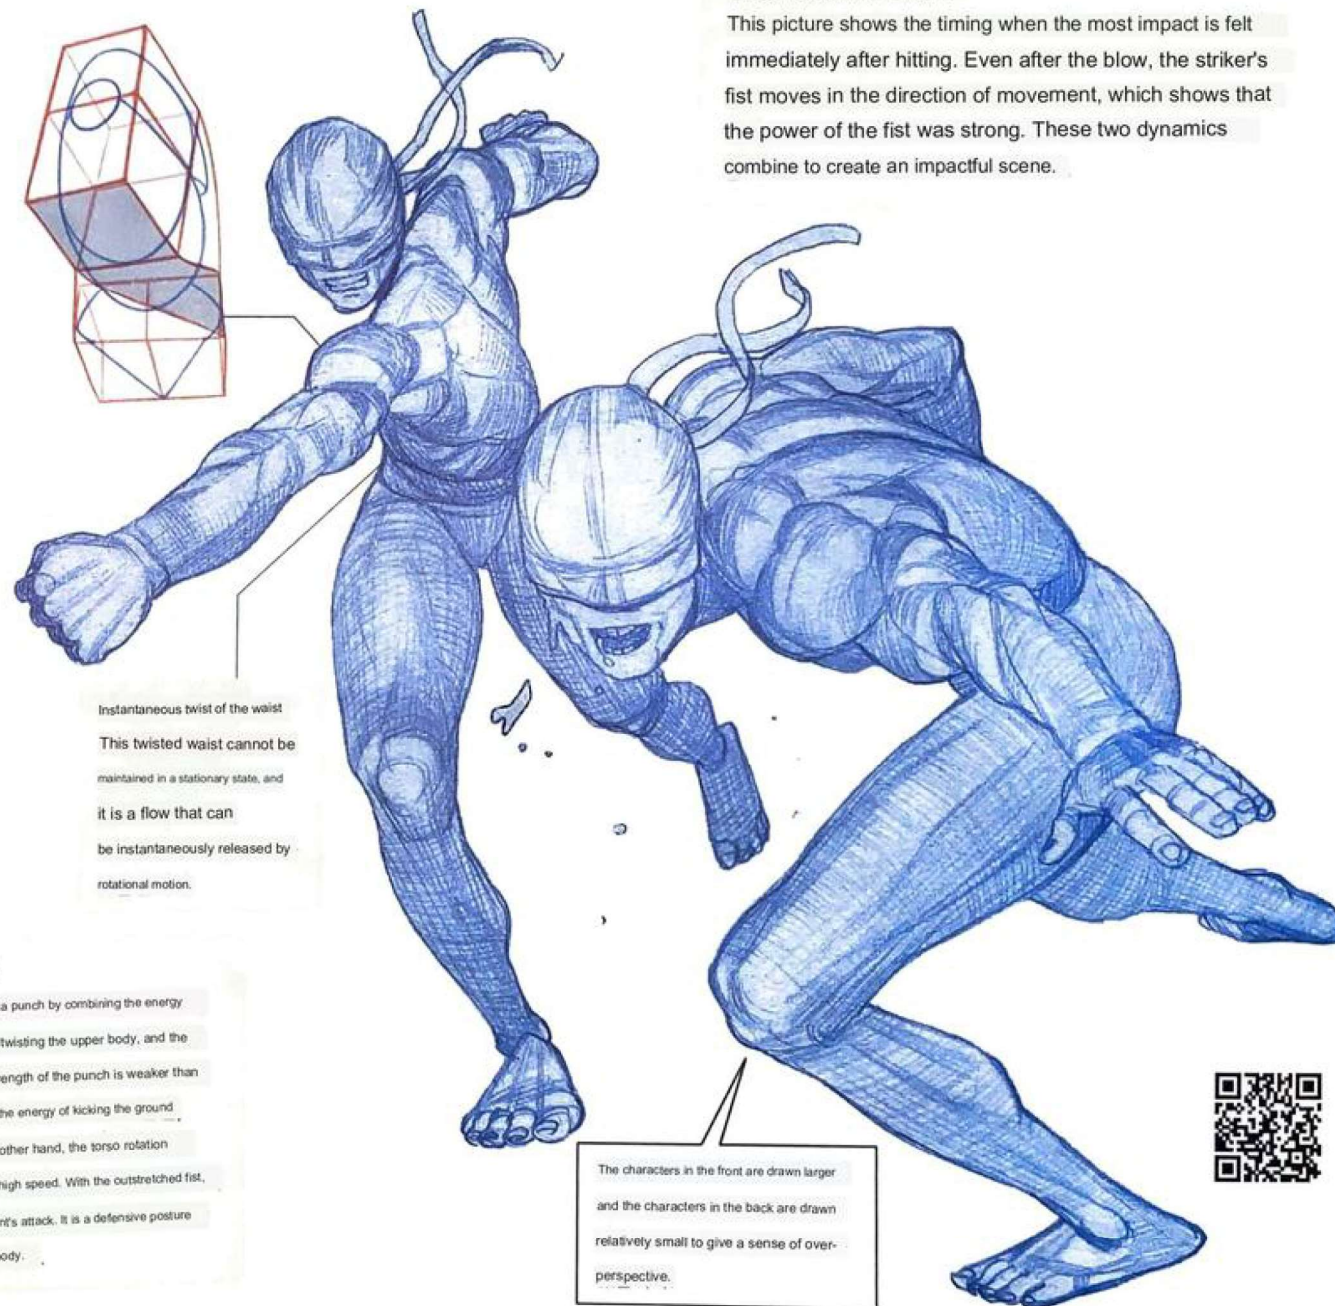 This picture shows the timing when the most impact is felt
immediately after hitting. Even after the blow, the striker's
fist moves in the direction of movement, which shows that
the power of the fist was strong. These two dynamics
combine to create an impactful scene.
Instantaneous twist of the waist
This twisted waist cannot be
maintained in a stationary state, and
it is a flow that can
be instantaneously released by
rotational motion.
a punch by combining the energy
twisting the upper body, and the
ength of the punch is weaker than
he energy of kicking the ground
other hand, the torso rotation
high speed. With the outstretched fist,
nt's attack. It is a defensive posture
ody.
The characters in the front are drawn larger
and the characters in the back are drawn
relatively small to give a sense of over-
perspective.